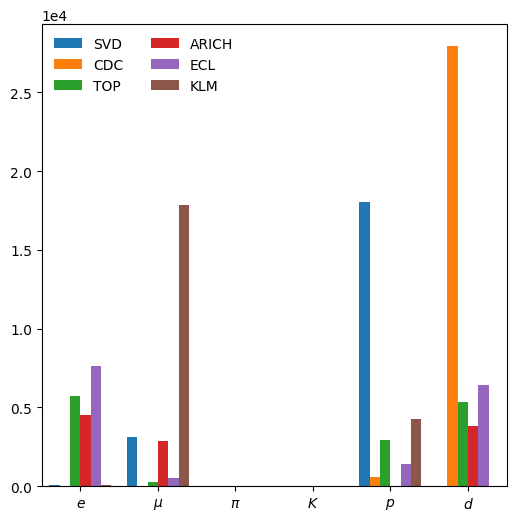 1e4
SVD ARICH
CDC ECL
TOP KLM
2.5
2.0
1.5
1.0
0.5
0.0
e μ π K p d